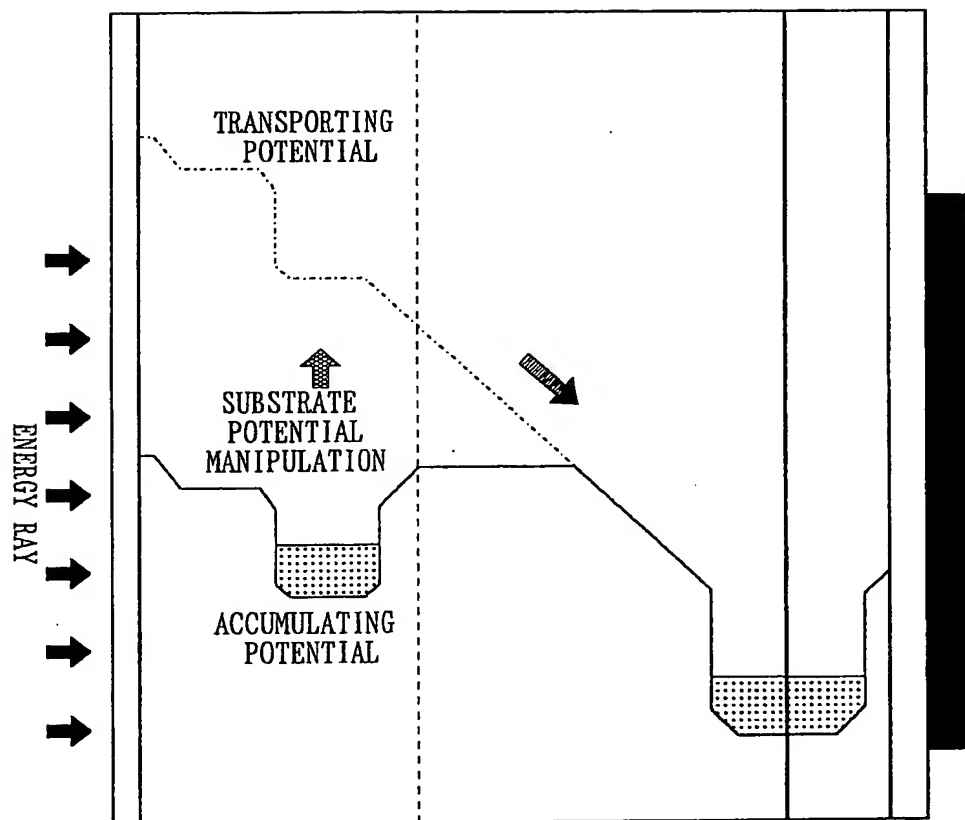 TRANSPORTING
POTENTIAL
SUBSTRATE
POTENTIAL
MANIPULATION
ENERGY RAY
ACCUMULATING
POTENTIAL